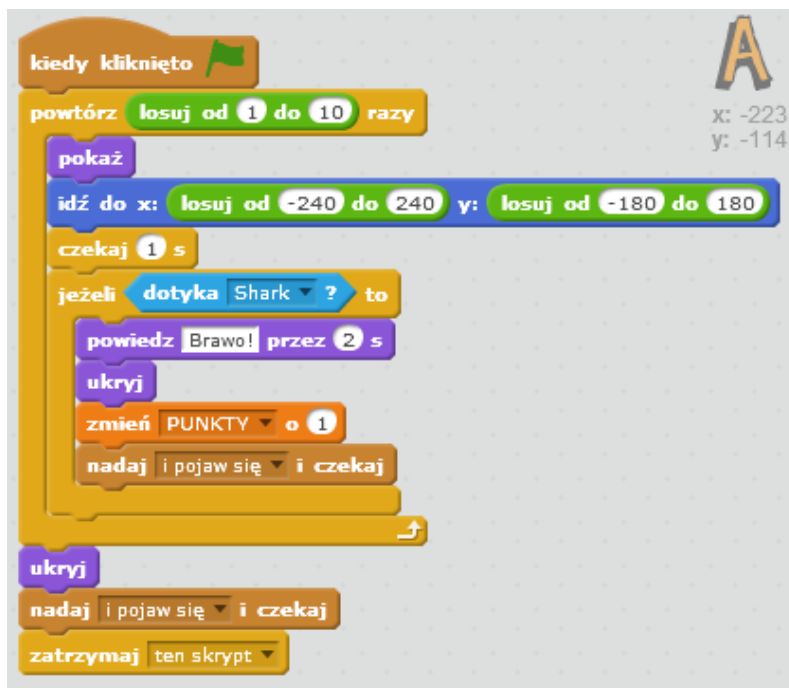 kiedy kliknięto
powtórz losuj od 1 do 10 razy
x: -223
y: -114
pokaż
idź do x: losuj od -240 do 240 y: losuj od -180 do 180
czekaj 1 s
jeżeli dotyka Shark ? to
powiedz Brawo! przez 2 s
ukryj
zmień PUNKTY o 1
nadaj i pojaw się i czekaj
ukryj
nadaj i pojaw się i czekaj
zatrzymaj ten skrypt